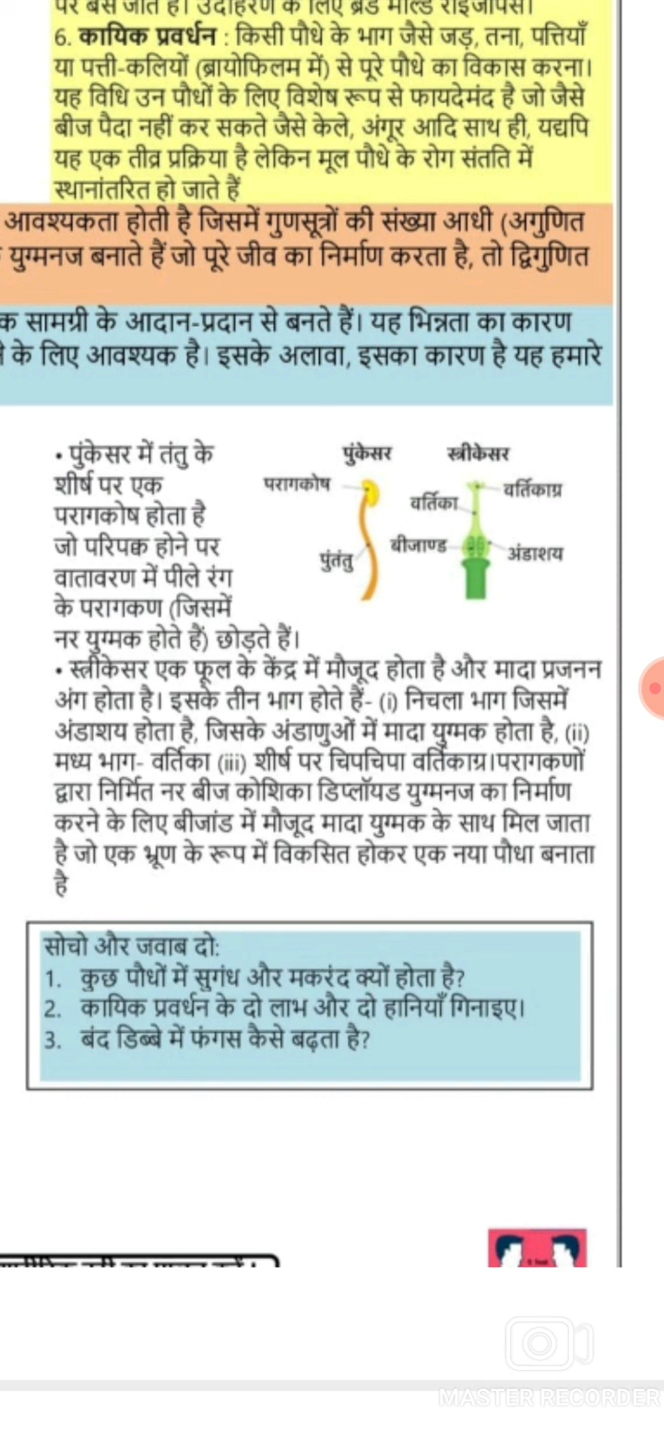 पर बस जाते हैं। उदाहरण के लिए ब्रेड मोल्ड राइजोपस।
6. कायिक प्रवर्धन : किसी पौधे के भाग जैसे जड़, तना, पत्तियाँ
या पत्ती-कलियों (ब्रायोफिलम में) से पूरे पौधे का विकास करना।
यह विधि उन पौधों के लिए विशेष रूप से फायदेमंद है जो जैसे
बीज पैदा नहीं कर सकते जैसे केले, अंगूर आदि साथ ही, यद्यपि
यह एक तीव्र प्रक्रिया है लेकिन मूल पौधे के रोग संतति में
स्थानांतरित हो जाते हैं
आवश्यकता होती है जिसमें गुणसूत्रों की संख्या आधी (अगुणित
युग्मनज बनाते हैं जो पूरे जीव का निर्माण करता है, तो द्विगुणित
क सामग्री के आदान-प्रदान से बनते हैं। यह भिन्नता का कारण
के लिए आवश्यक है। इसके अलावा, इसका कारण है यह हमारे
• पुंकेसर में तंतु के
शीर्ष पर एक
परागकोष होता है
जो परिपक्व होने पर
वातावरण में पीले रंग
के परागकण (जिसमें
नर युग्मक होते हैं) छोड़ते हैं।
पुंकेसर
स्त्रीकेसर
परागकोष
वर्तिकाग्र
वर्तिका
बीजाण्ड
अंडाशय
पुंतंतु
• स्त्रीकेसर एक फूल के केंद्र में मौजूद होता है और मादा प्रजनन
अंग होता है। इसके तीन भाग होते हैं- (i) निचला भाग जिसमें
अंडाशय होता है, जिसके अंडाणुओं में मादा युग्मक होता है, (ii)
मध्य भाग- वर्तिका (iii) शीर्ष पर चिपचिपा वर्तिकाग्र।परागकणों
द्वारा निर्मित नर बीज कोशिका डिप्लॉयड युग्मनज का निर्माण
करने के लिए बीजांड में मौजूद मादा युग्मक के साथ मिल जाता
है जो एक भ्रूण के रूप में विकसित होकर एक नया पौधा बनाता
है
सोचो और जवाब दो:
1. कुछ पौधों में सुगंध और मकरंद क्यों होता है?
2. कायिक प्रवर्धन के दो लाभ और दो हानियाँ गिनाइए।
3. बंद डिब्बे में फंगस कैसे बढ़ता है?
MASTER RECORDER